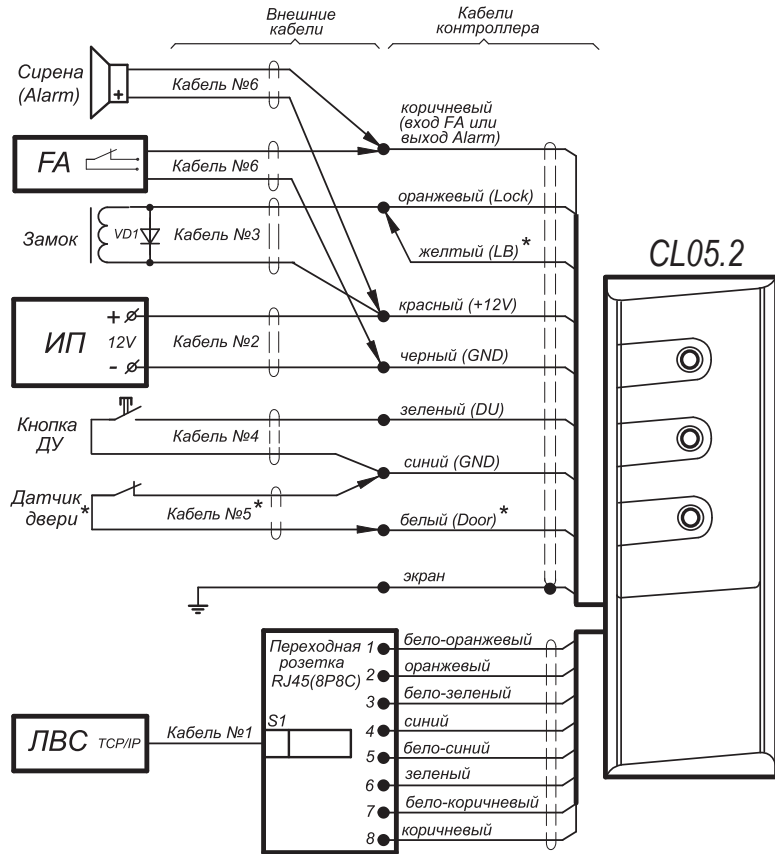 Внешние
кабели
Кабели
контроллера
Сирена
(Alarm)
+
Кабель №6
коричневый
(вход FA или
выход Alarm)
FA
Кабель №6
оранжевый (Lock)
Замок
VD1
Кабель №3
желтый (LB)*
CL05.2
ИП
+
12V
-
Кабель №2
красный (+12V)
черный (GND)
Кнопка
ДУ
Кабель №4
зеленый (DU)
синий (GND)
Датчик
двери*
Кабель №5*
белый (Door)*
экран
Переходная
розетка
RJ45(8P8C)
S1
1 бело-оранжевый
2 оранжевый
3 бело-зеленый
4 синий
5 бело-синий
6 зеленый
7 бело-коричневый
8 коричневый
ЛВС TCP/IP
Кабель №1